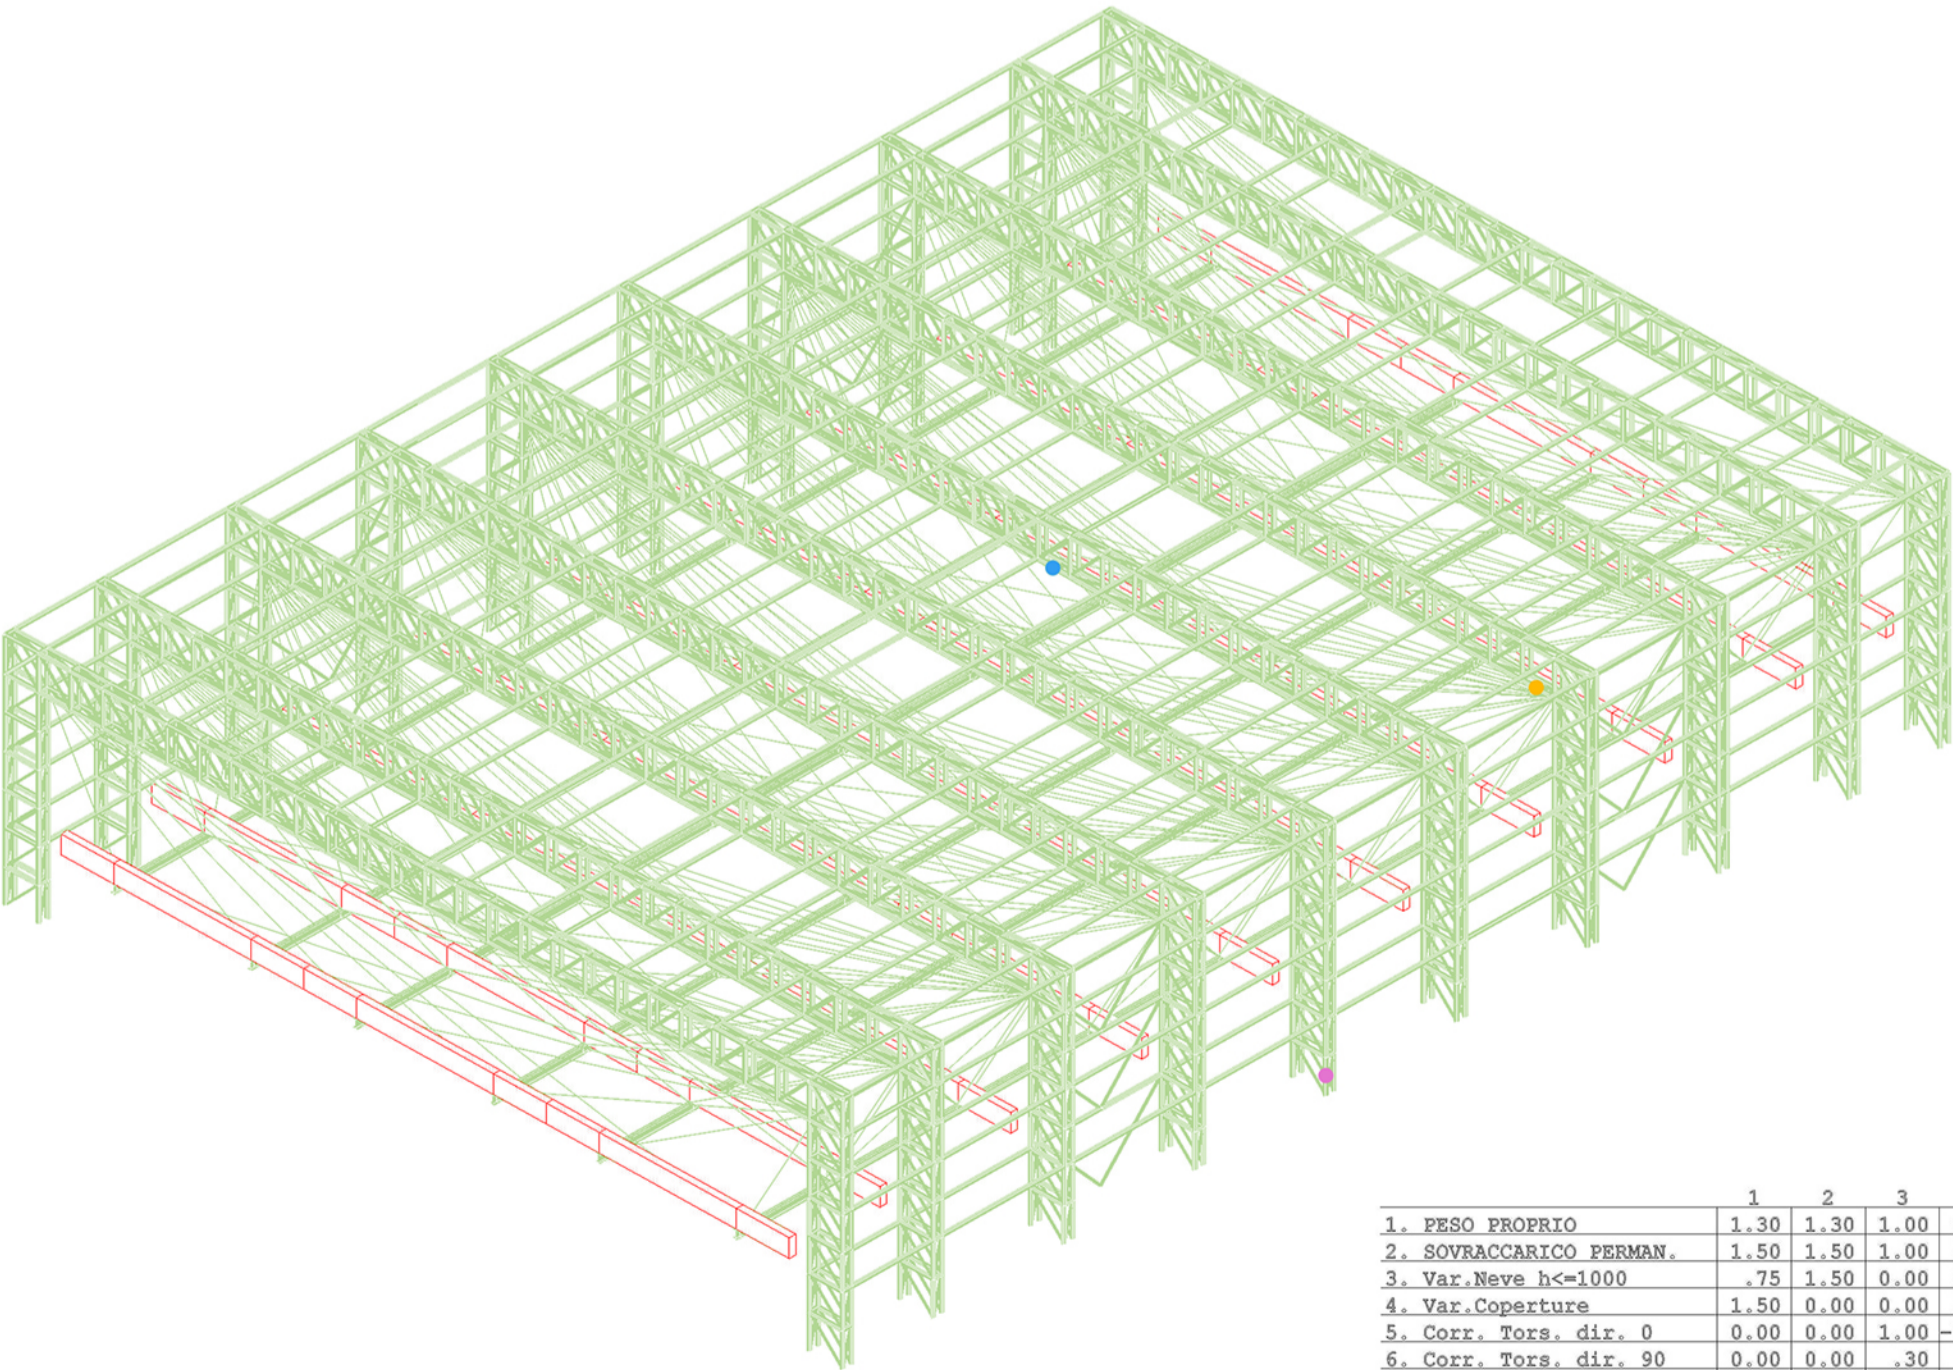 1 2 3
1. PESO PROPRIO 1.30 1.30 1.00
2. SOVRACCARICO PERMAN. 1.50 1.50 1.00
3. Var.Neve h<=1000 .75 1.50 0.00
4. Var.Coperture 1.50 0.00 0.00
5. Corr. Tors. dir. 0 0.00 0.00 1.00 -
6. Corr. Tors. dir. 90 0.00 0.00 .30